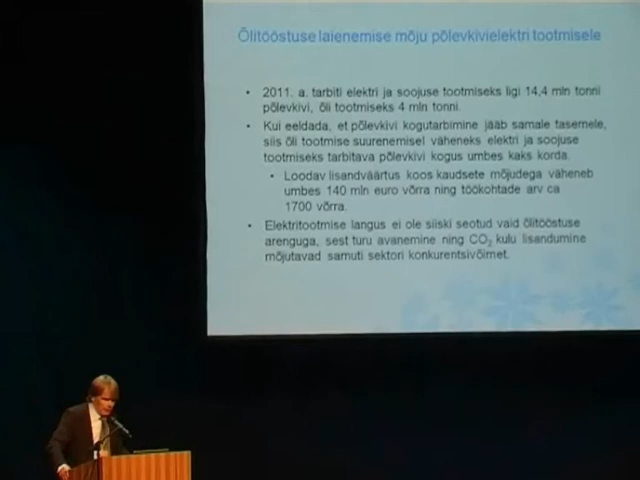 Õlitööstuse laienemise mõju põlevkivielektri tootmisele
• 2011. a. tarbiti elektri ja soojuse tootmiseks ligi 14,4 mln tonni
põlevkivi, õli tootmiseks 4 mln tonni.
• Kui eeldada, et põlevkivi kogutarbimine jääb samale tasemele,
siis õli tootmise suurenemisel väheneks elektri ja soojuse
tootmiseks tarbitava põlevkivi kogus umbes kaks korda.
• Loodav lisandväärtus koos kaudsete mõjudega väheneb
umbes 140 mln euro võrra ning töökohtade arv ca
1700 võrra.
• Elektritootmise langus ei ole siiski seotud vaid õlitööstuse
arenguga, sest turu avanemine ning CO₂ kulu lisandumine
mõjutavad samuti sektori konkurentsivõimet.